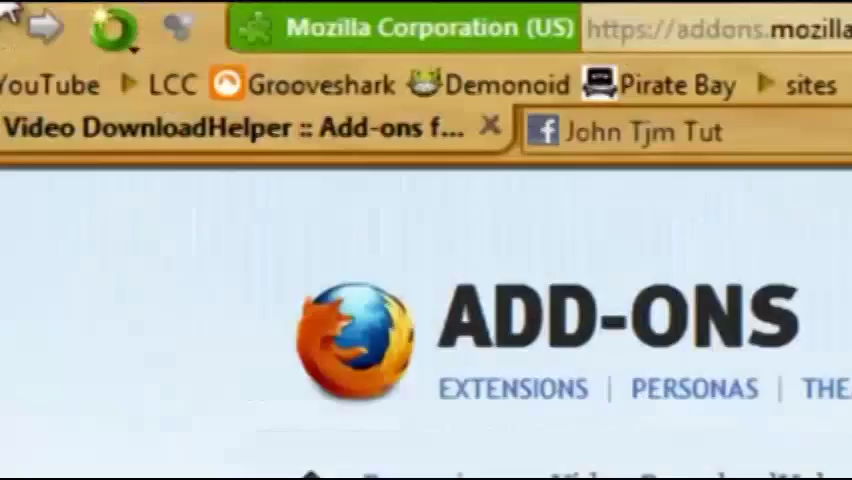 Mozilla Corporation (US) https://addons.mozilla
YouTube LCC Grooveshark Demonoid Pirate Bay sites
Video DownloadHelper :: Add-ons f... John Tjm Tut
ADD-ONS
EXTENSIONS | PERSONAS | THE